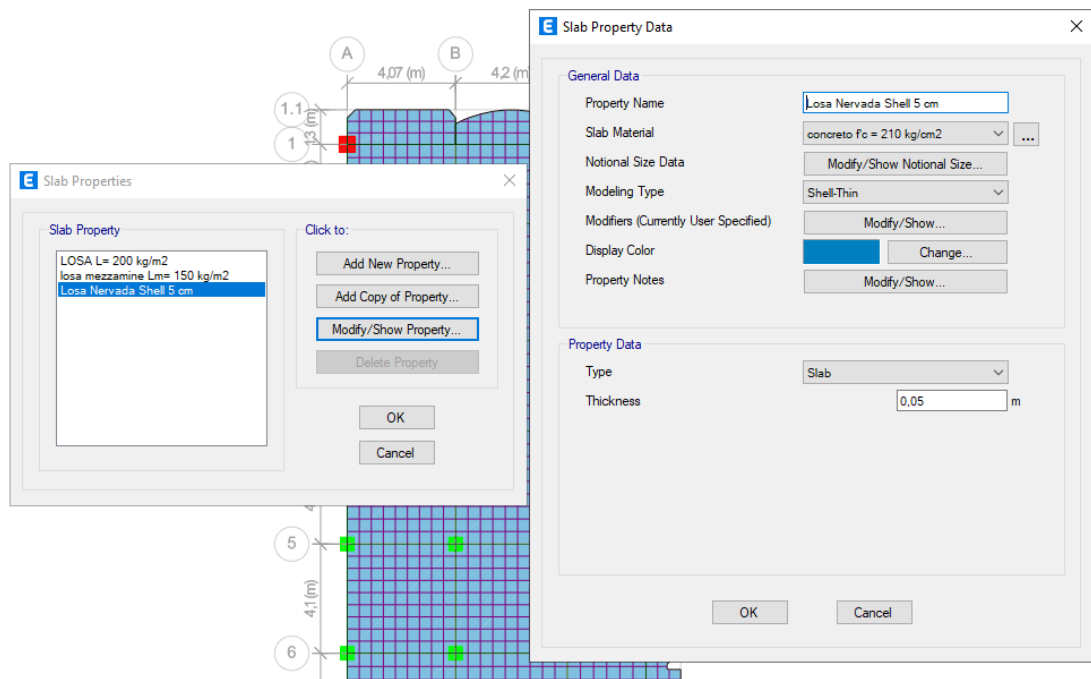 A
B
4,07 (m)
4,2 (m)
1.1
1
Slab Properties
Slab Property
LOSA L= 200 kg/m2
losa mezzamine Lm= 150 kg/m2
Losa Nervada Shell 5 cm
Click to:
Add New Property...
Add Copy of Property...
Modify/Show Property...
Delete Property
OK
Cancel
5
4,1 (m)
6
Slab Property Data
General Data
Property Name
Losa Nervada Shell 5 cm
Slab Material
concreto f'c = 210 kg/cm2
...
Notional Size Data
Modify/Show Notional Size...
Modeling Type
Shell-Thin
Modifiers (Currently User Specified)
Modify/Show...
Display Color
Change...
Property Notes
Modify/Show...
Property Data
Type
Slab
Thickness
0,05
m
OK
Cancel